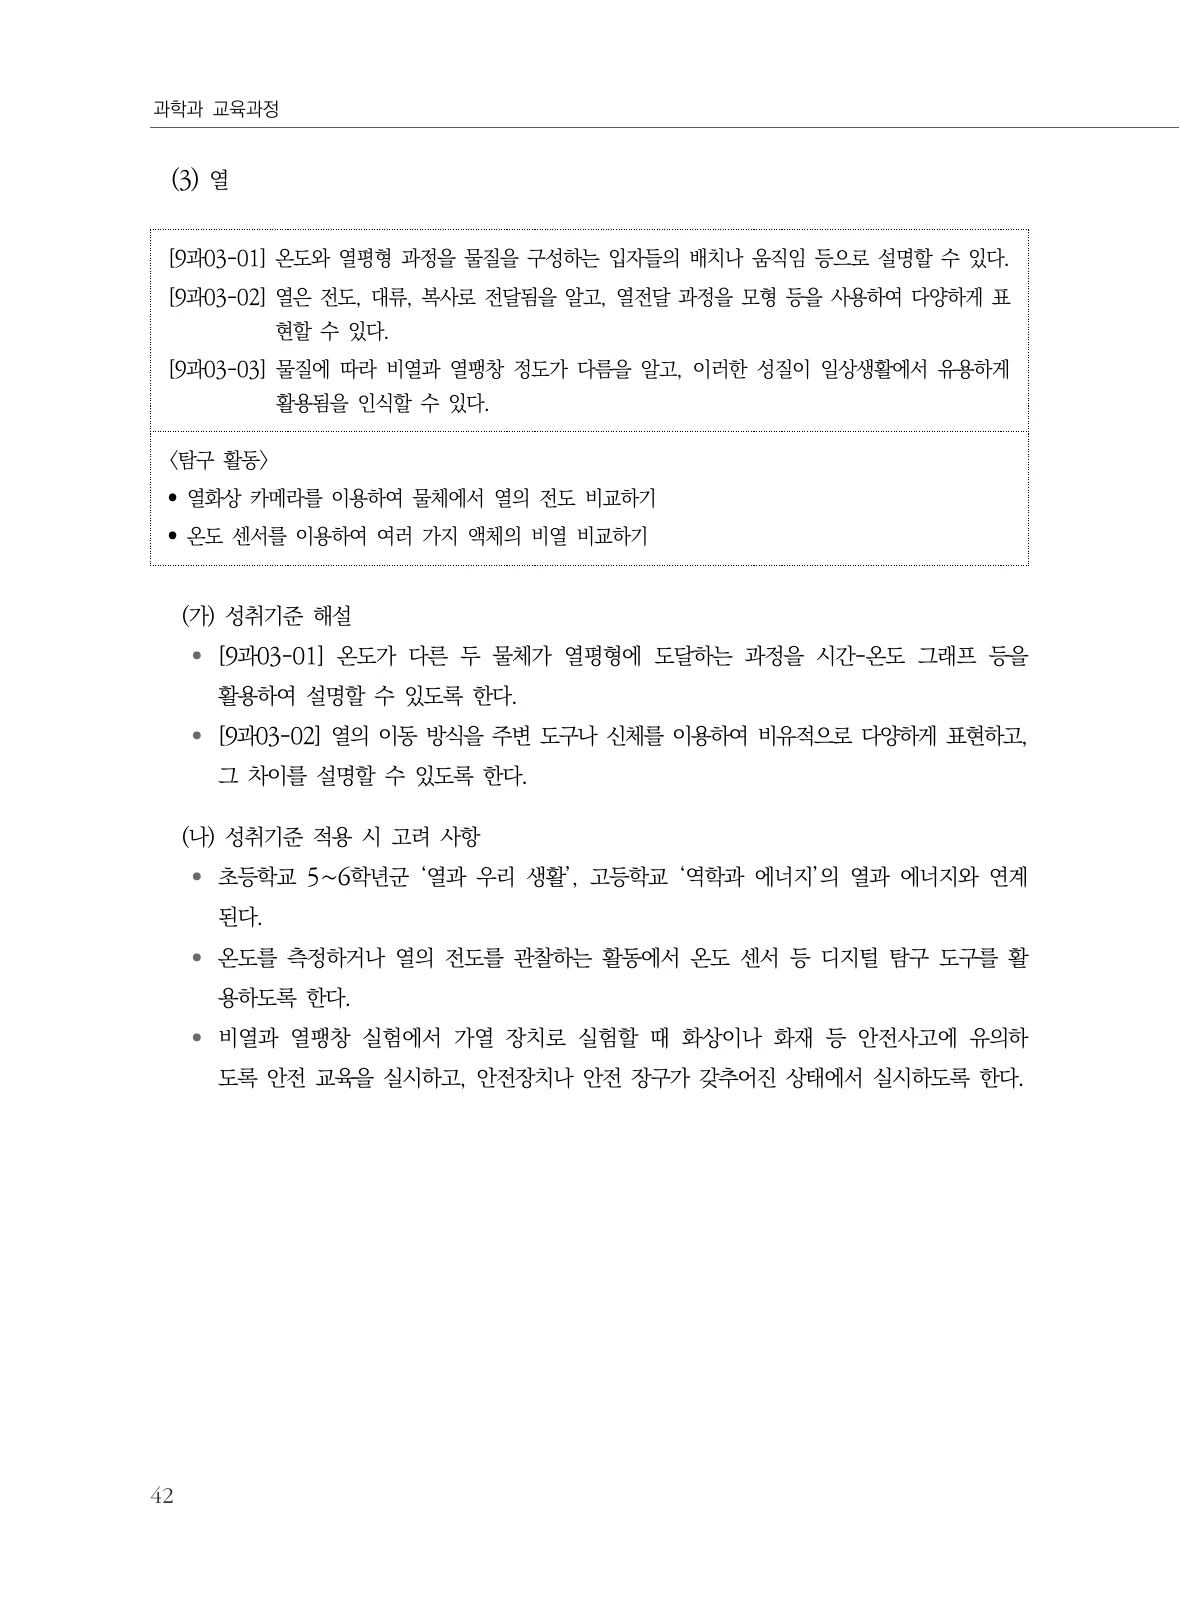 과학과 교육과정
(3) 열
[9과03-01] 온도와 열평형 과정을 물질을 구성하는 입자들의 배치나 움직임 등으로 설명할 수 있다.
[9과03-02] 열은 전도, 대류, 복사로 전달됨을 알고, 열전달 과정을 모형 등을 사용하여 다양하게 표
현할 수 있다.
[9과03-03] 물질에 따라 비열과 열팽창 정도가 다름을 알고, 이러한 성질이 일상생활에서 유용하게
활용됨을 인식할 수 있다.
〈탐구 활동〉
• 열화상 카메라를 이용하여 물체에서 열의 전도 비교하기
• 온도 센서를 이용하여 여러 가지 액체의 비열 비교하기
(가) 성취기준 해설
• [9과03-01] 온도가 다른 두 물체가 열평형에 도달하는 과정을 시간-온도 그래프 등을
활용하여 설명할 수 있도록 한다.
• [9과03-02] 열의 이동 방식을 주변 도구나 신체를 이용하여 비유적으로 다양하게 표현하고,
그 차이를 설명할 수 있도록 한다.
(나) 성취기준 적용 시 고려 사항
• 초등학교 5~6학년군 ‘열과 우리 생활’, 고등학교 ‘역학과 에너지’의 열과 에너지와 연계
된다.
• 온도를 측정하거나 열의 전도를 관찰하는 활동에서 온도 센서 등 디지털 탐구 도구를 활
용하도록 한다.
• 비열과 열팽창 실험에서 가열 장치로 실험할 때 화상이나 화재 등 안전사고에 유의하
도록 안전 교육을 실시하고, 안전장치나 안전 장구가 갖추어진 상태에서 실시하도록 한다.
42